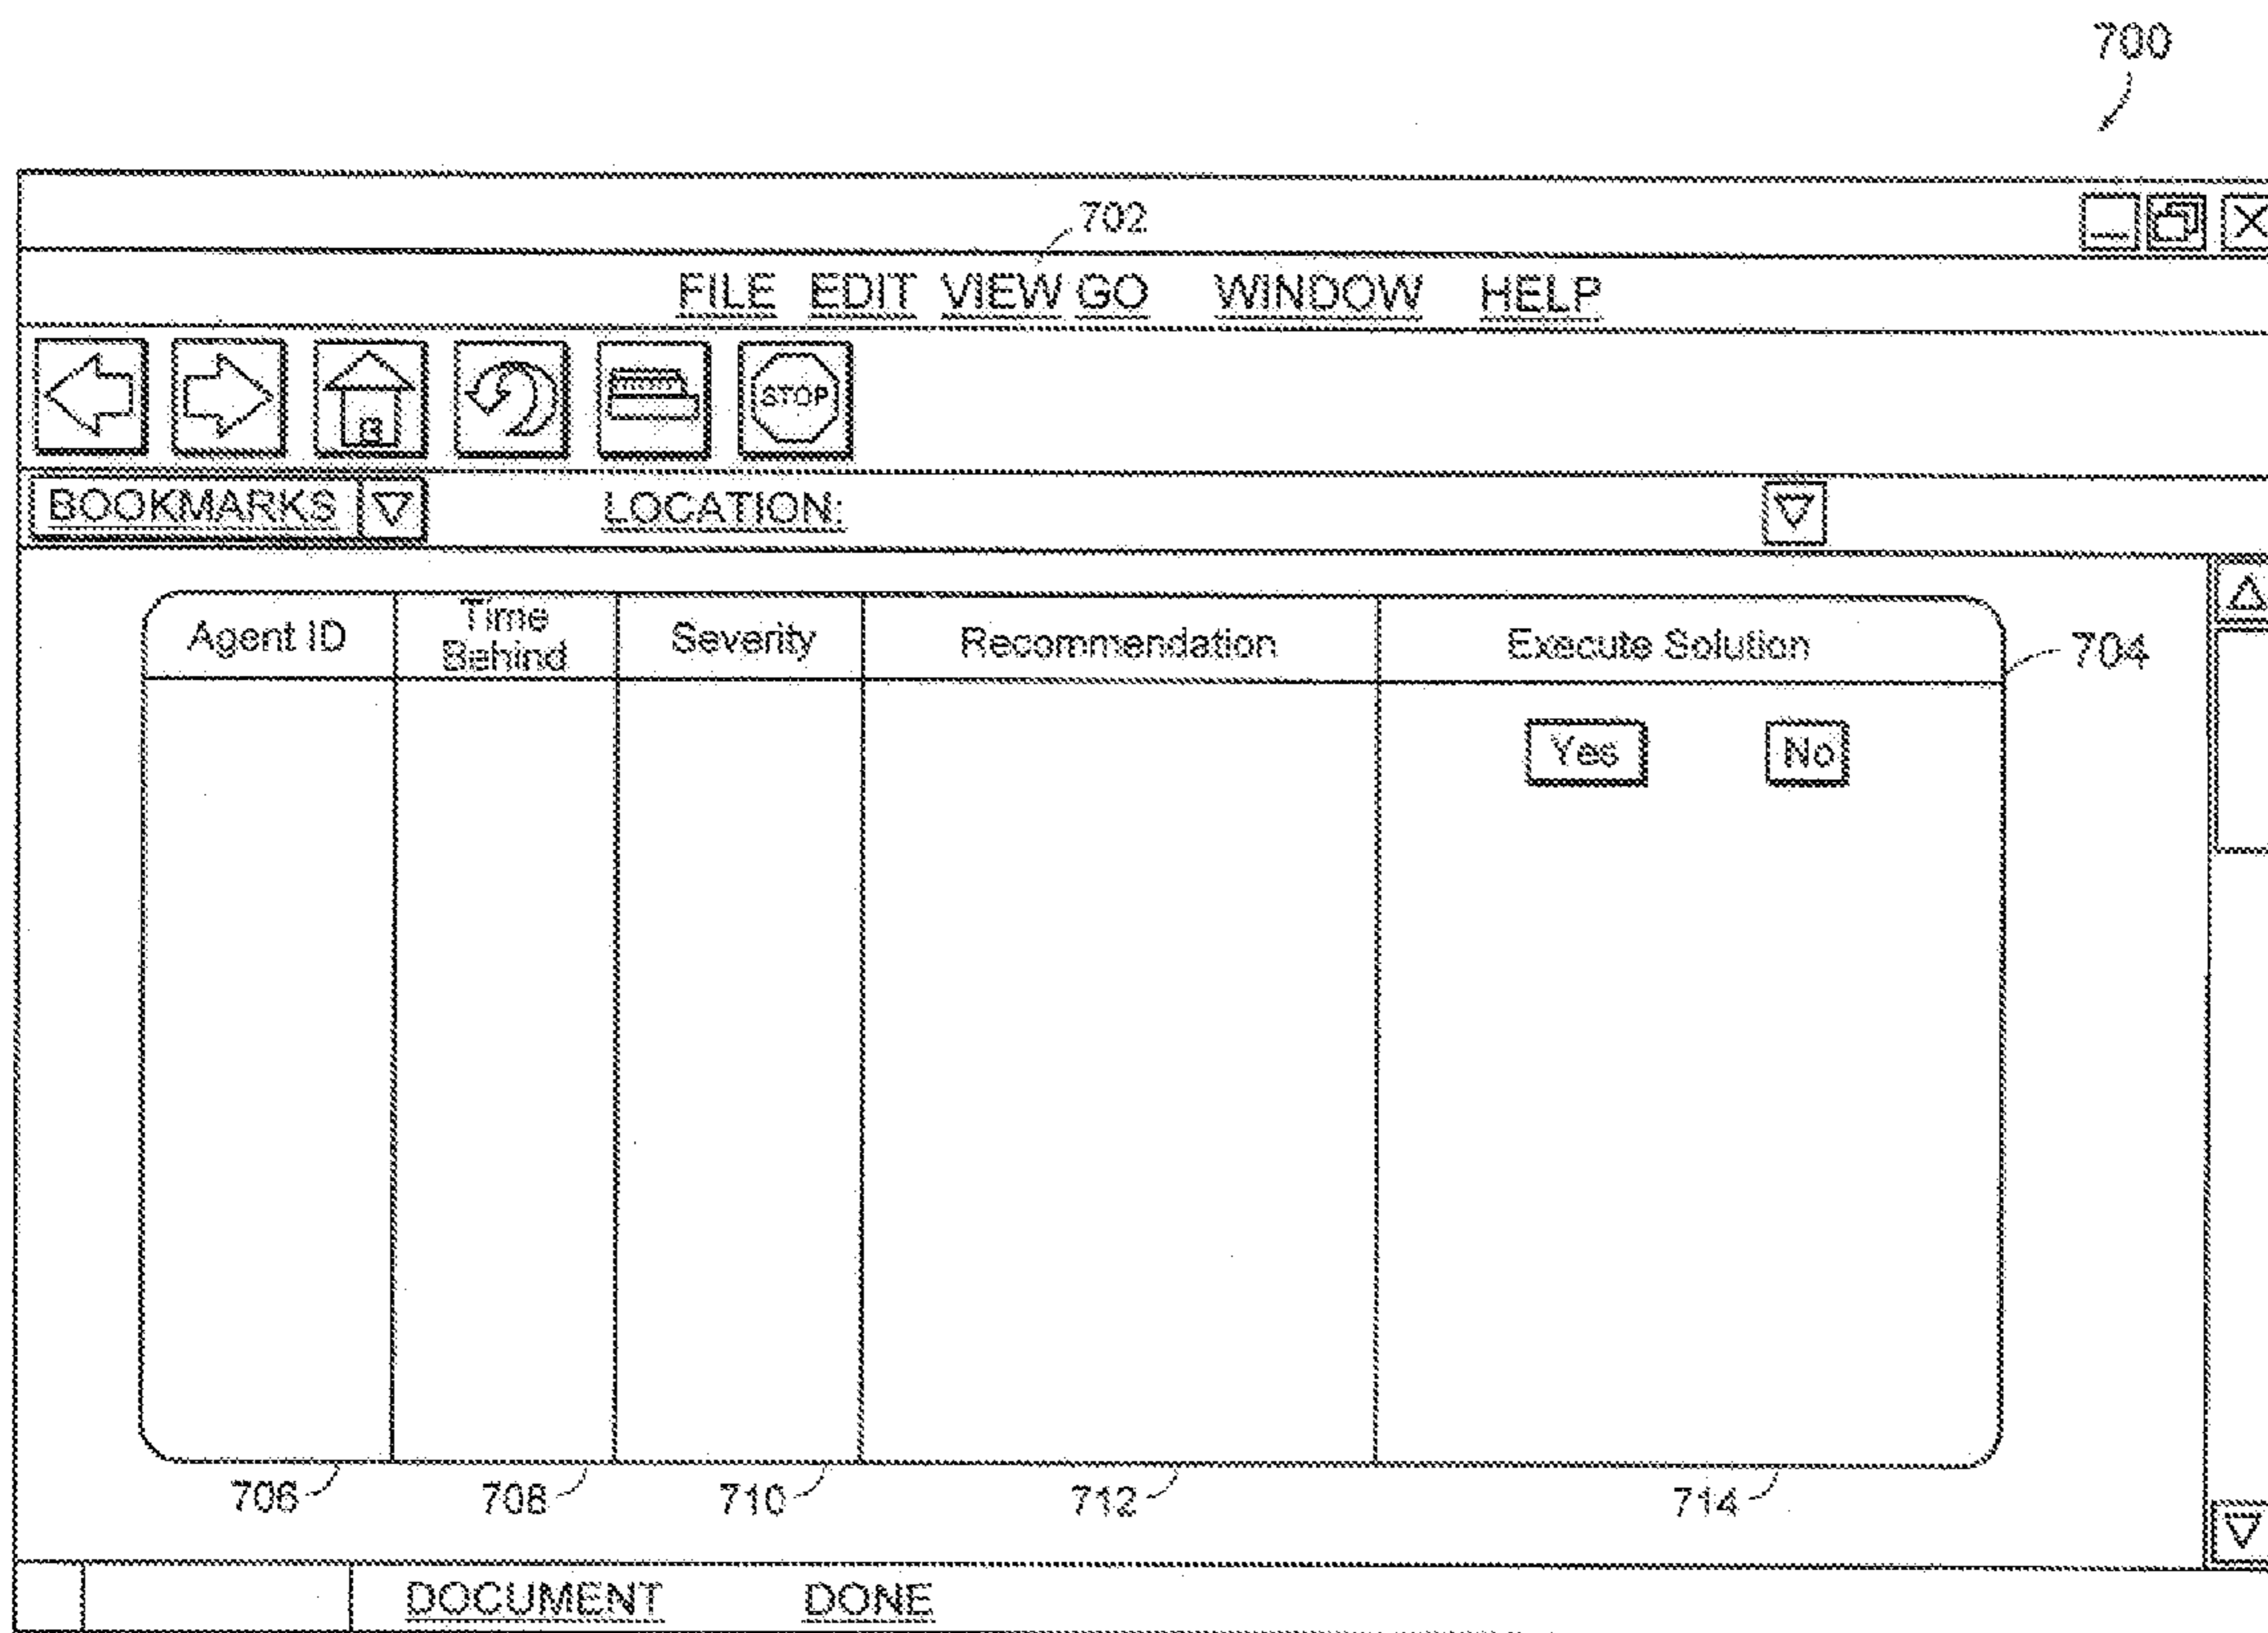 700
702
FILE EDIT VIEW GO WINDOW HELP
STOP
BOOKMARKS LOCATION:
Agent ID Time Behind Severity Recommendation Execute Solution
704
Yes No
706 708 710 712 714
DOCUMENT DONE